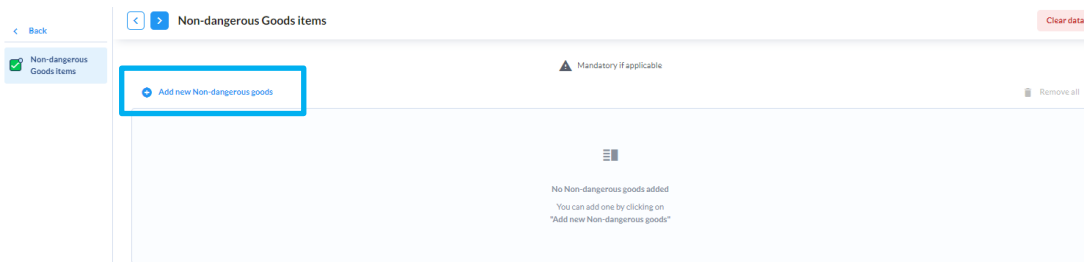 Back
Non-dangerous Goods items
Clear data
Non-dangerous
Goods items
Mandatory if applicable
Add new Non-dangerous goods
Remove all
No Non-dangerous goods added
You can add one by clicking on
"Add new Non-dangerous goods"